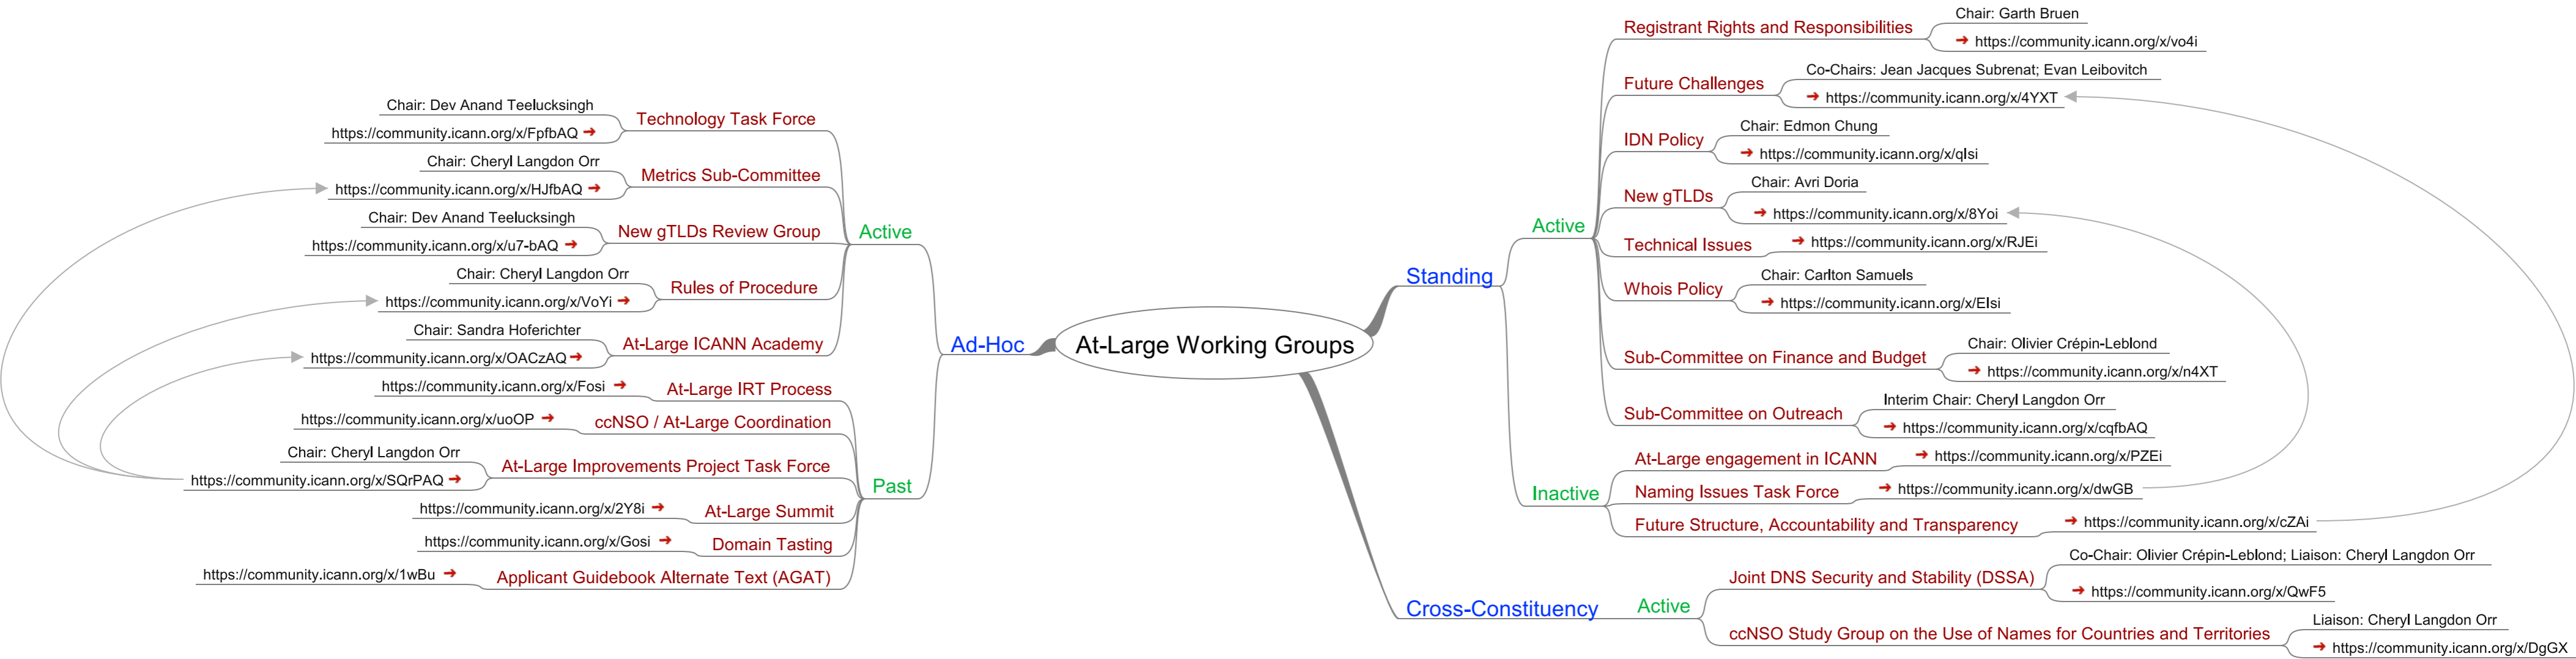 At-Large Working Groups
Standing
Active
Registrant Rights and Responsibilities
Chair: Garth Bruen
https://community.icann.org/x/vo4i
Future Challenges
Co-Chairs: Jean Jacques Subrenat; Evan Leibovitch
https://community.icann.org/x/4YXT
IDN Policy
Chair: Edmon Chung
https://community.icann.org/x/qIsi
New gTLDs
Chair: Avri Doria
https://community.icann.org/x/8Yoi
Technical Issues
https://community.icann.org/x/RJEi
Whois Policy
Chair: Carlton Samuels
https://community.icann.org/x/EIsi
Sub-Committee on Finance and Budget
Chair: Olivier Crépin-Leblond
https://community.icann.org/x/n4XT
Sub-Committee on Outreach
Interim Chair: Cheryl Langdon Orr
https://community.icann.org/x/cqfbAQ
Inactive
At-Large engagement in ICANN
https://community.icann.org/x/PZEi
Naming Issues Task Force
https://community.icann.org/x/dwGB
Future Structure, Accountability and Transparency
https://community.icann.org/x/cZAi
Cross-Constituency
Active
Joint DNS Security and Stability (DSSA)
Co-Chair: Olivier Crépin-Leblond; Liaison: Cheryl Langdon Orr
https://community.icann.org/x/QwF5
ccNSO Study Group on the Use of Names for Countries and Territories
Liaison: Cheryl Langdon Orr
https://community.icann.org/x/DgGX
Ad-Hoc
Active
Technology Task Force
Chair: Dev Anand Teelucksingh
https://community.icann.org/x/FpfbAQ
Metrics Sub-Committee
Chair: Cheryl Langdon Orr
https://community.icann.org/x/HJfbAQ
New gTLDs Review Group
Chair: Dev Anand Teelucksingh
https://community.icann.org/x/u7-bAQ
Rules of Procedure
Chair: Cheryl Langdon Orr
https://community.icann.org/x/VoYi
At-Large ICANN Academy
Chair: Sandra Hoferichter
https://community.icann.org/x/OACzAQ
Past
At-Large IRT Process
https://community.icann.org/x/Fosi
ccNSO / At-Large Coordination
https://community.icann.org/x/uoOP
At-Large Improvements Project Task Force
Chair: Cheryl Langdon Orr
https://community.icann.org/x/SQrPAQ
At-Large Summit
https://community.icann.org/x/2Y8i
Domain Tasting
https://community.icann.org/x/Gosi
Applicant Guidebook Alternate Text (AGAT)
https://community.icann.org/x/1wBu